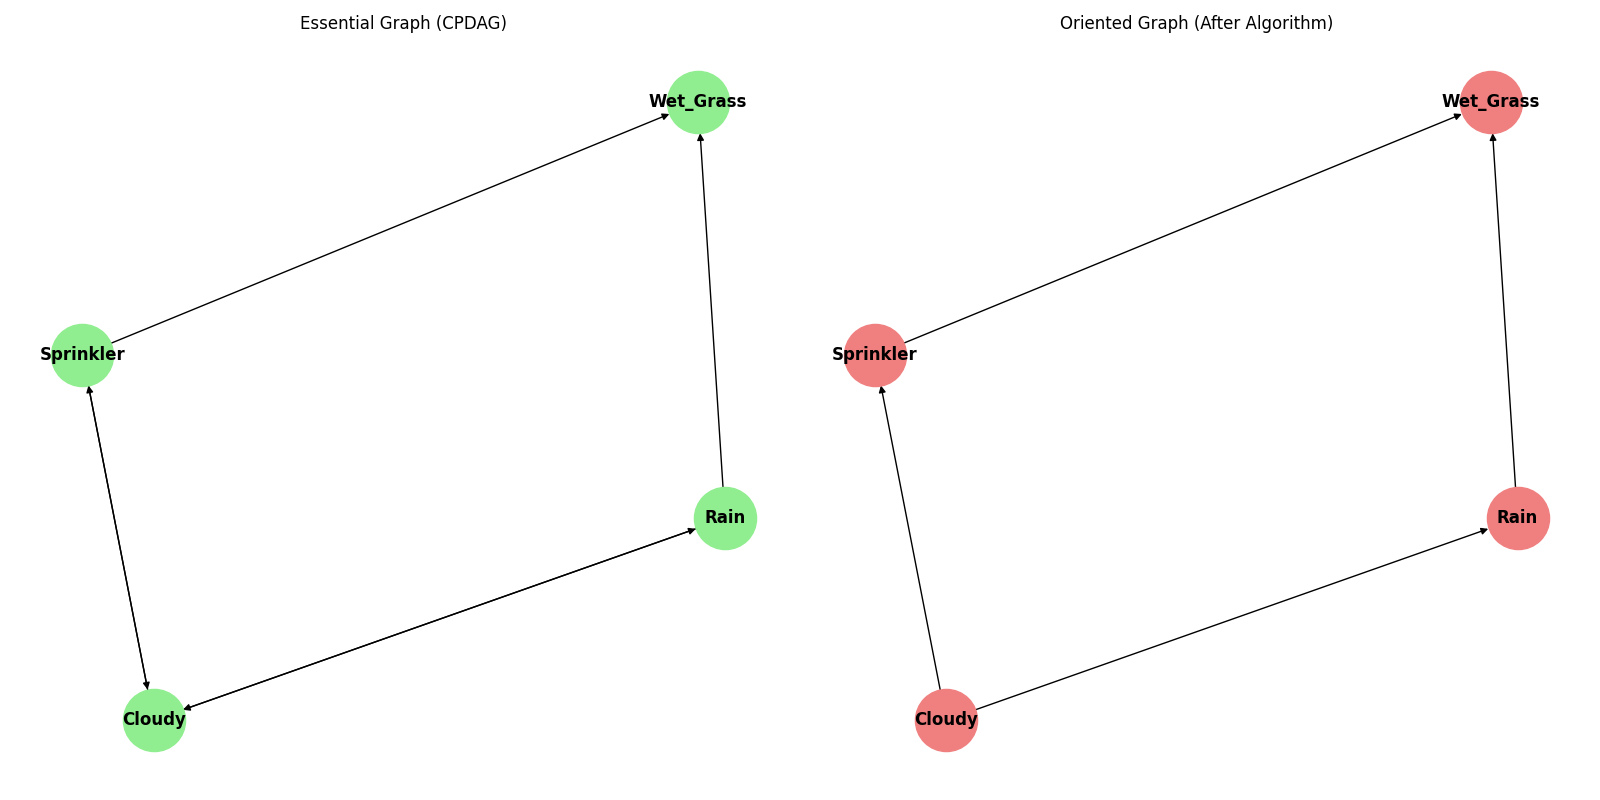 Essential Graph (CPDAG)
Wet_Grass
Sprinkler
Rain
Cloudy
Oriented Graph (After Algorithm)
Wet_Grass
Sprinkler
Rain
Cloudy